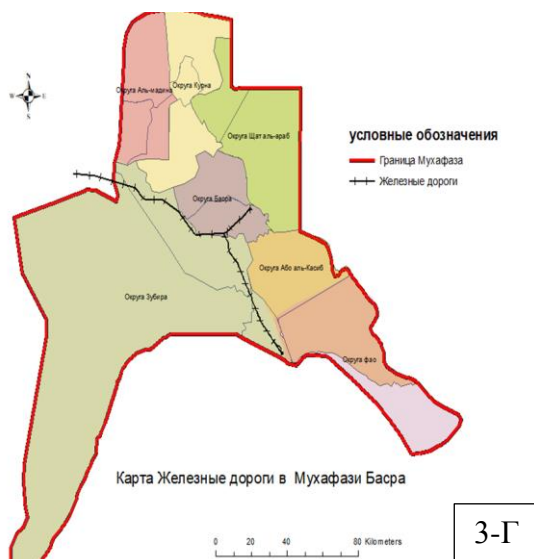 N
W E
S
Округа Аль-мадина
Округа Курна
Округа Шат аль-араб
условные обозначения
Граница Мухафаза
Железные дороги
Округа Басра
Округа Або аль-Касиб
Округа Зубира
Округа фао
Карта Железные дороги в Мухафази Басра
0 20 40 80 Kilometers
3-Г